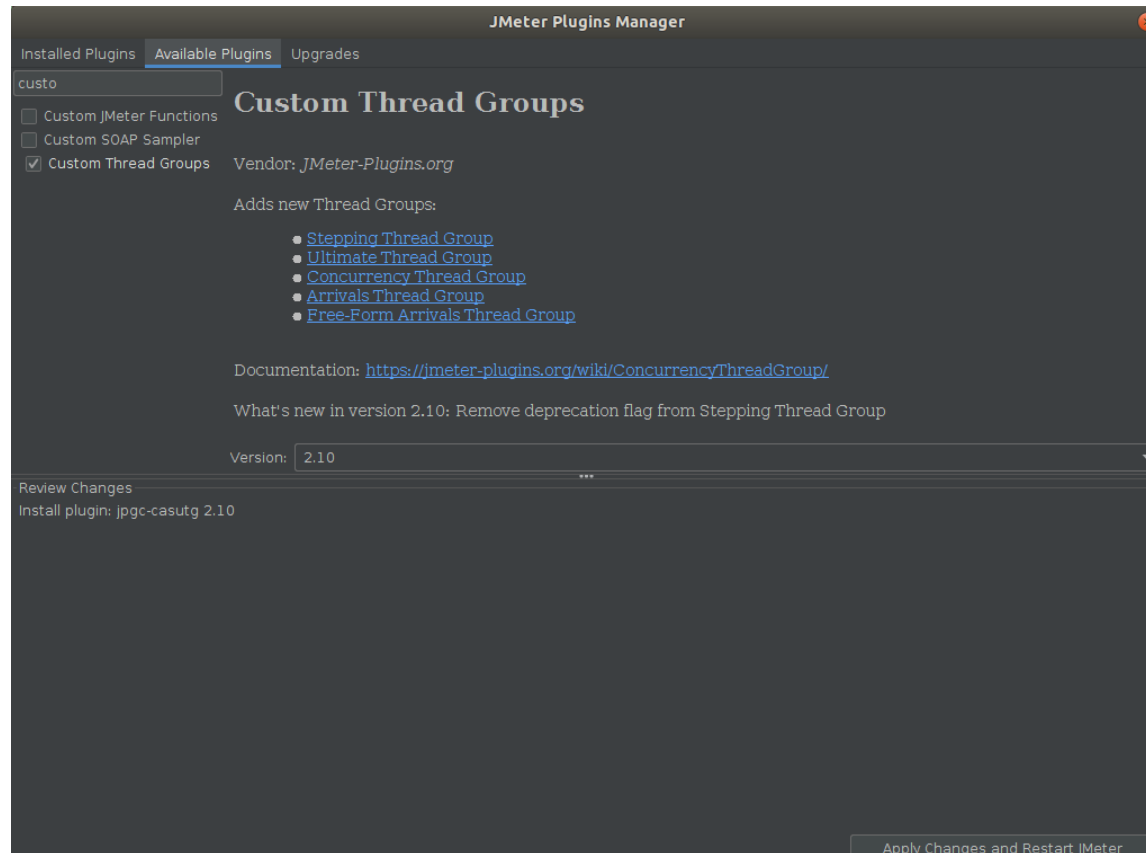 JMeter Plugins Manager
Installed Plugins Available Plugins Upgrades
custo
Custom JMeter Functions
Custom SOAP Sampler
Custom Thread Groups
Custom Thread Groups
Vendor: JMeter-Plugins.org
Adds new Thread Groups:
Stepping Thread Group
Ultimate Thread Group
Concurrency Thread Group
Arrivals Thread Group
Free-Form Arrivals Thread Group
Documentation: https://jmeter-plugins.org/wiki/ConcurrencyThreadGroup/
What's new in version 2.10: Remove deprecation flag from Stepping Thread Group
Version: 2.10
Review Changes
Install plugin: jpgc-casutg 2.10
Apply Changes and Restart JMeter